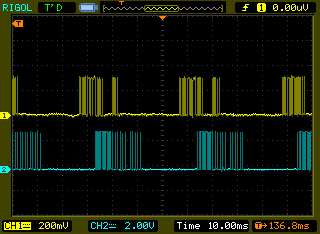 RIGOL T'D 1 0.00uV
T
T
1
2
CH1 200mV CH2 2.00V Time 10.00ms T→136.8ms